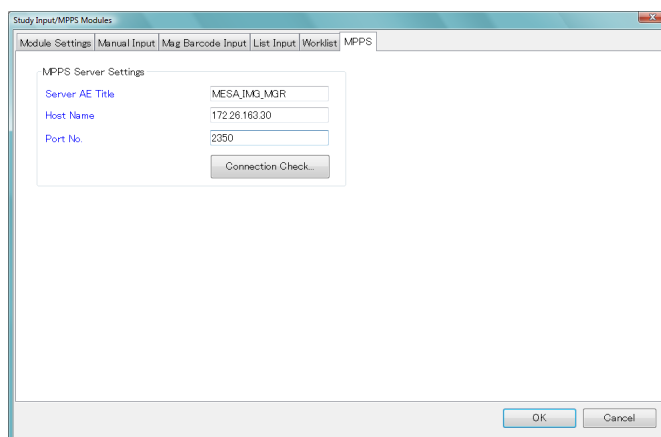 Study Input/MPPS Modules
Module Settings Manual Input Mag Barcode Input List Input Worklist MPPS
MPPS Server Settings
Server AE Title MESA_IMG_MGR
Host Name 172.26.163.30
Port No. 2350
Connection Check...
OK Cancel